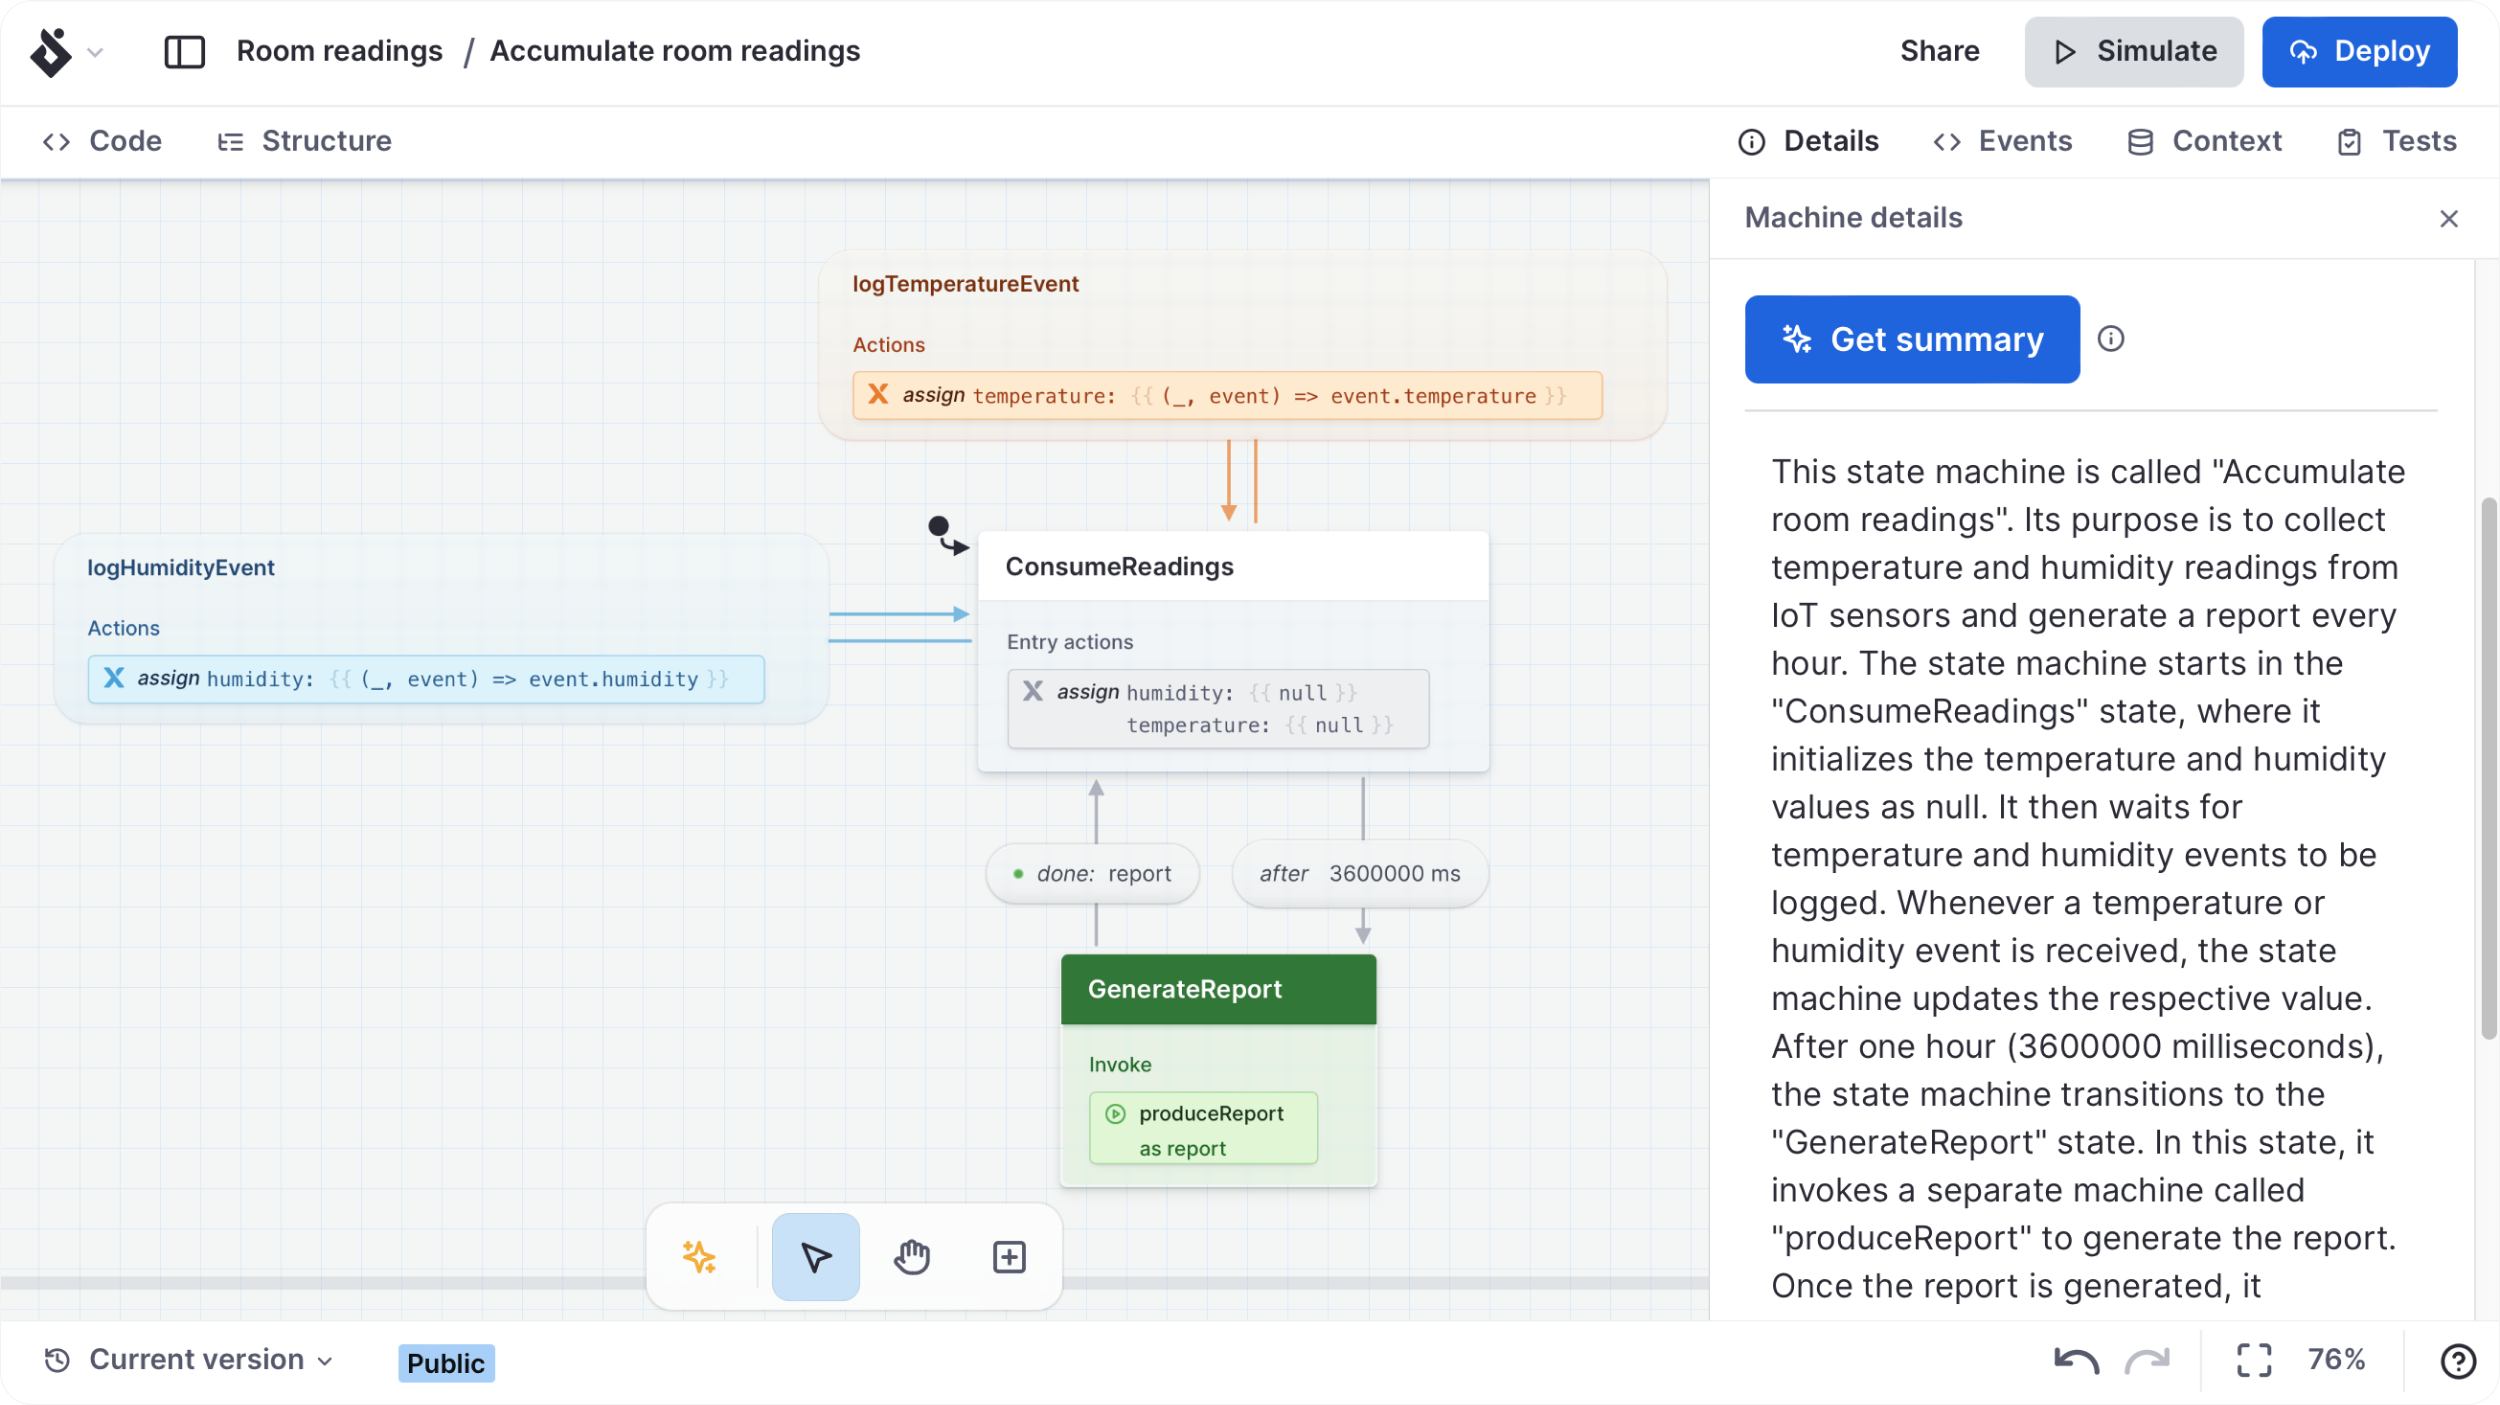 Room readings / Accumulate room readings
Share
Simulate
Deploy
Code
Structure
Details
Events
Context
Tests
Machine details
Get summary
logTemperatureEvent
Actions
assign temperature: {{ (_, event) => event.temperature }}
logHumidityEvent
Actions
assign humidity: {{ (_, event) => event.humidity }}
ConsumeReadings
Entry actions
assign humidity: {{ null }}
temperature: {{ null }}
done: report
after 3600000 ms
GenerateReport
Invoke
produceReport
as report
This state machine is called "Accumulate
room readings". Its purpose is to collect
temperature and humidity readings from
IoT sensors and generate a report every
hour. The state machine starts in the
"ConsumeReadings" state, where it
initializes the temperature and humidity
values as null. It then waits for
temperature and humidity events to be
logged. Whenever a temperature or
humidity event is received, the state
machine updates the respective value.
After one hour (3600000 milliseconds),
the state machine transitions to the
"GenerateReport" state. In this state, it
invokes a separate machine called
"produceReport" to generate the report.
Once the report is generated, it
Current version
Public
76%